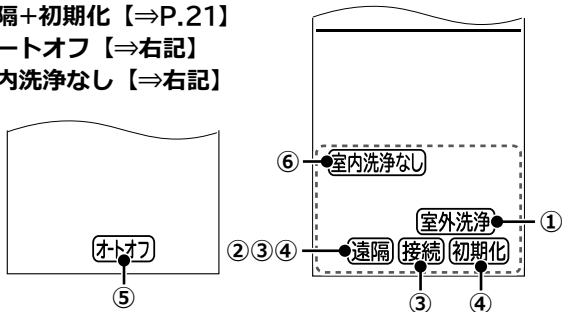 隔+初期化【⇒P.21】
ートオフ【⇒右記】
内洗浄なし【⇒右記】
⑥
室内洗浄なし
室外洗浄
①
オートオフ
②③④
遠隔
接続
初期化
⑤
③
④